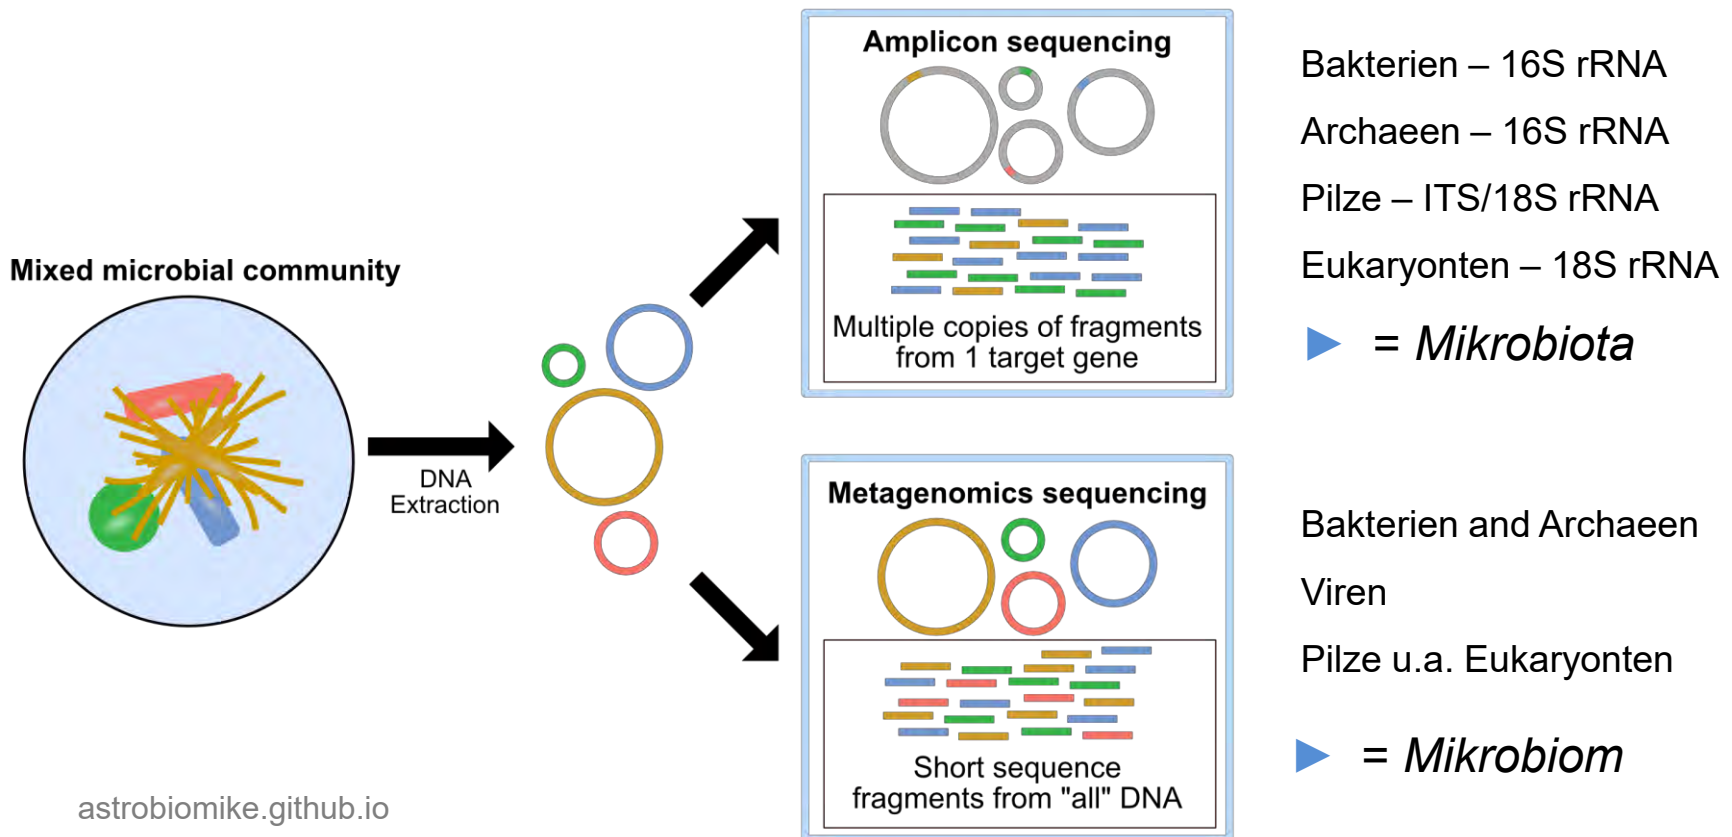 Mixed microbial community
DNA
Extraction
Amplicon sequencing
Multiple copies of fragments
from 1 target gene
Bakterien – 16S rRNA
Archaeen – 16S rRNA
Pilze – ITS/18S rRNA
Eukaryonten – 18S rRNA
= Mikrobiota
Metagenomics sequencing
Short sequence
fragments from "all" DNA
Bakterien and Archaeen
Viren
Pilze u.a. Eukaryonten
= Mikrobiom
astrobiomike.github.io